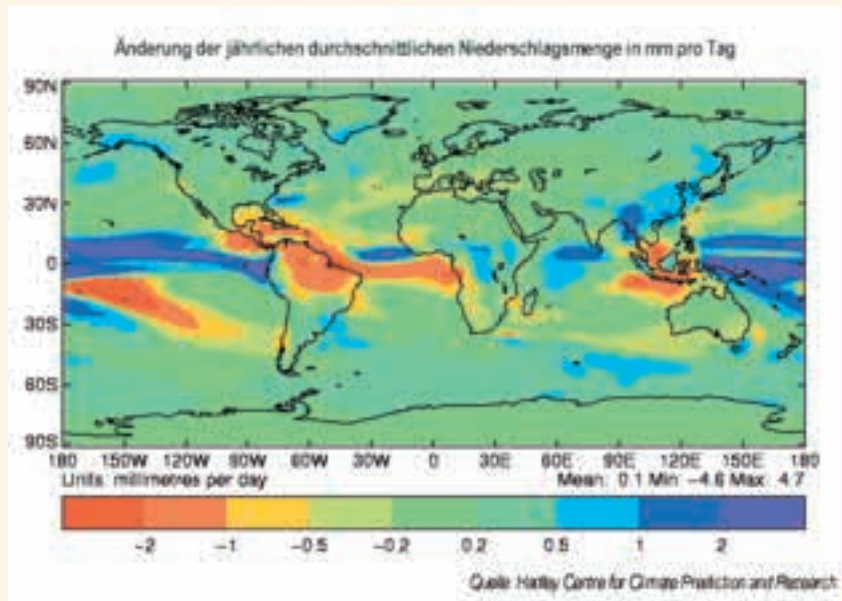 Änderung der jährlichen durchschnittlichen Niederschlagsmenge in mm pro Tag
90N
60N
30N
0
30S
60S
90S
180 150W 120W 90W 60W 30W 0 30E 60E 90E 120E 150E 180
Units: millimetres per day Mean: 0.1 Min: -4.6 Max: 4.7
-2 -1 -0.5 -0.2 0.2 0.5 1 2
Quelle: Hadley Centre for Climate Prediction and Research